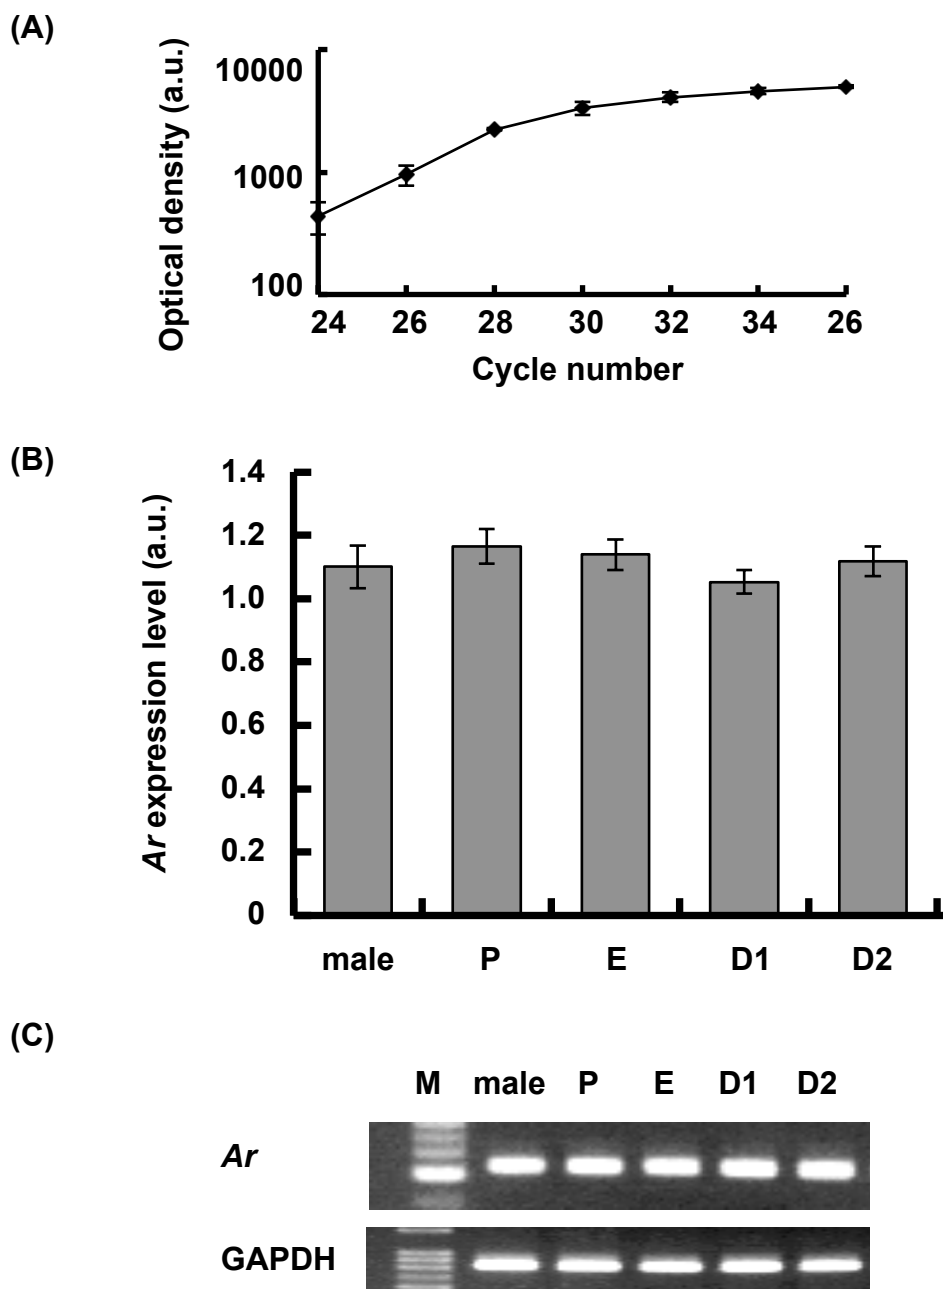 (A)
Optical density (a.u.)
10000
1000
100
24 26 28 30 32 34 26
Cycle number
(B)
Ar expression level (a.u.)
1.4
1.2
1.0
0.8
0.6
0.4
0.2
0
male P E D1 D2
(C)
M male P E D1 D2
Ar
GAPDH